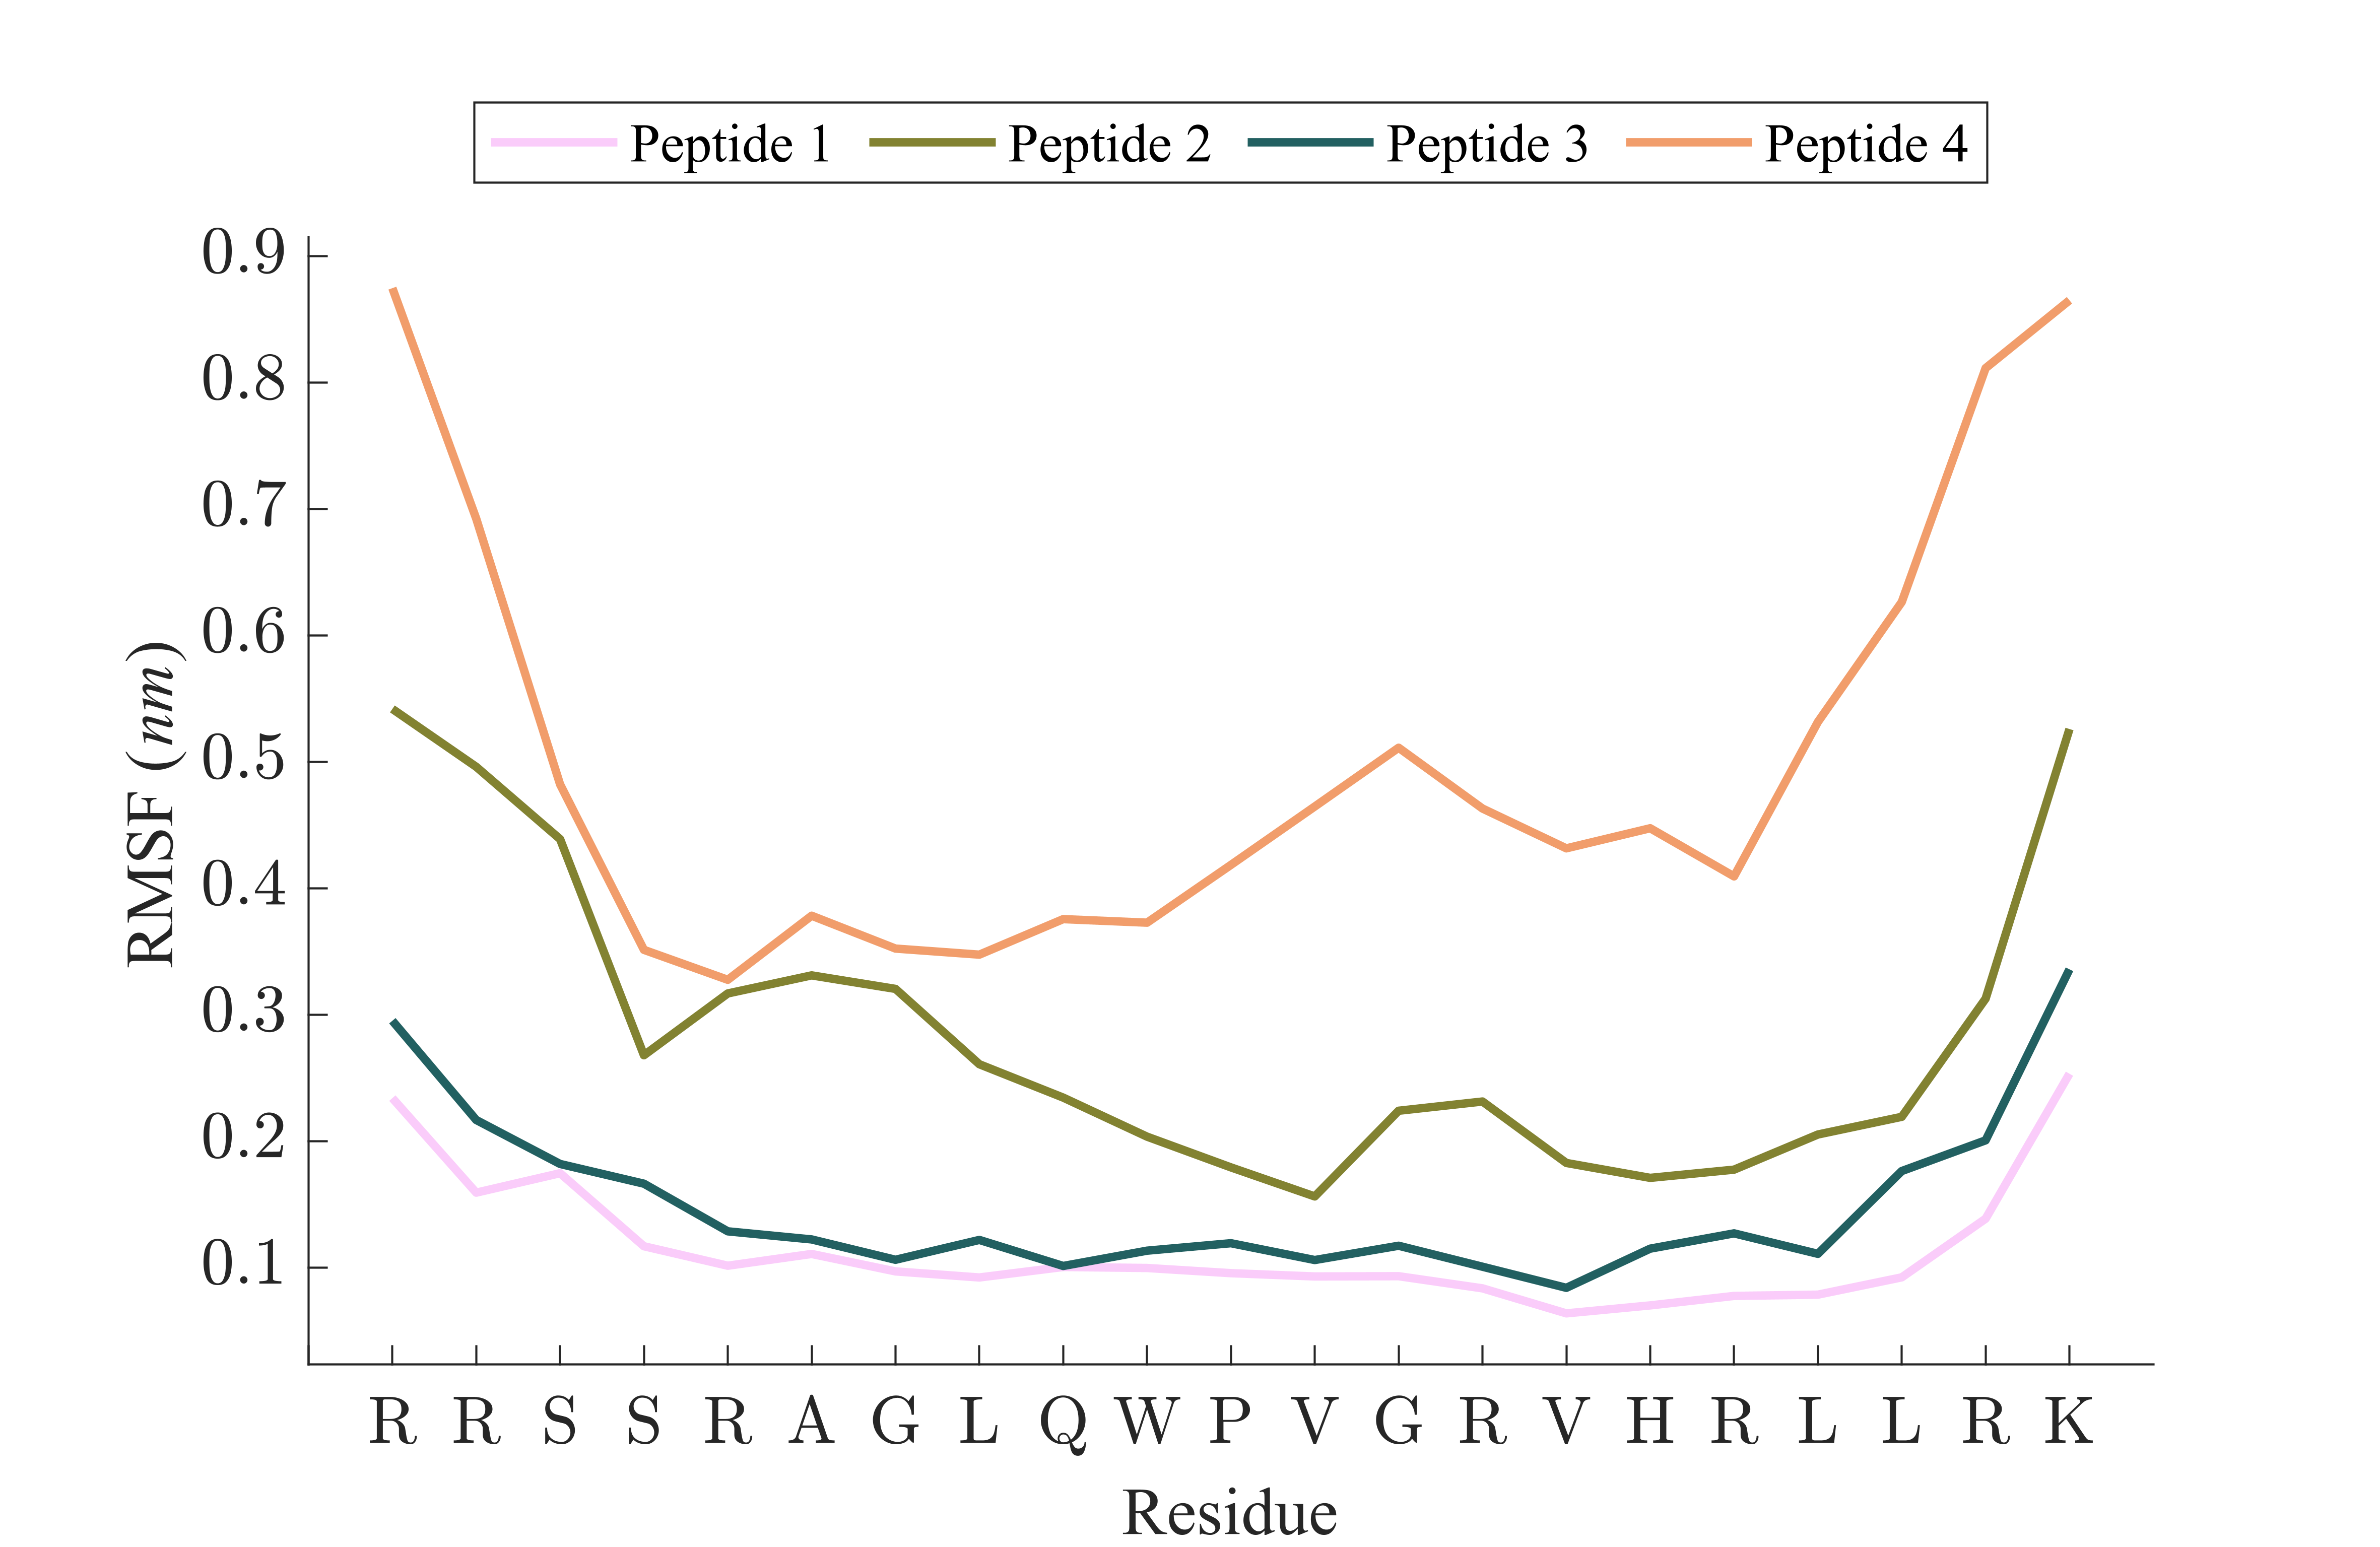 Peptide 1 Peptide 2 Peptide 3 Peptide 4
0.9
0.8
0.7
0.6
0.5
0.4
0.3
0.2
0.1
RMSF (nm)
R R S S R A G L Q W P V G R V H R L L R K
Residue